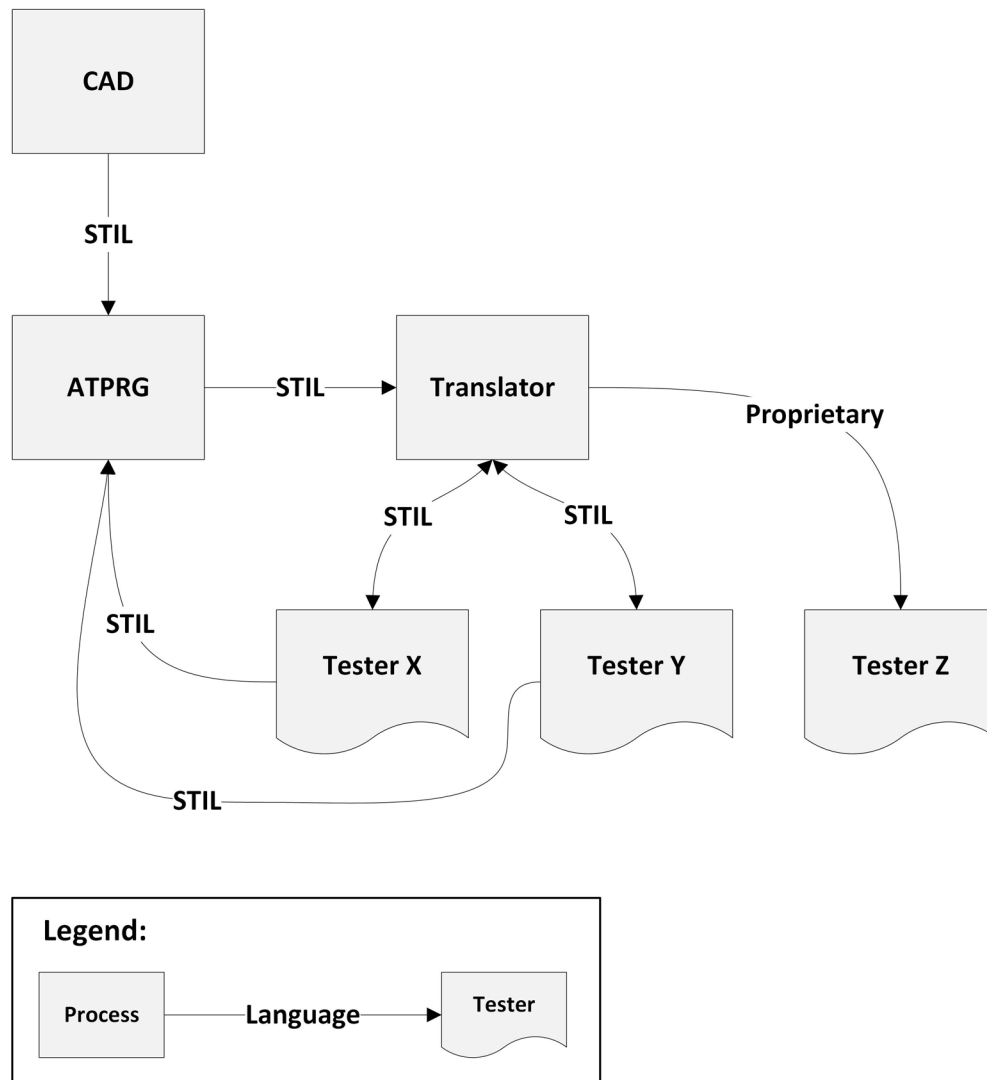 CAD
STIL
ATPRG
STIL
Translator
Proprietary
STIL
STIL
STIL
Tester X
Tester Y
Tester Z
STIL
Legend:
Process
Language
Tester